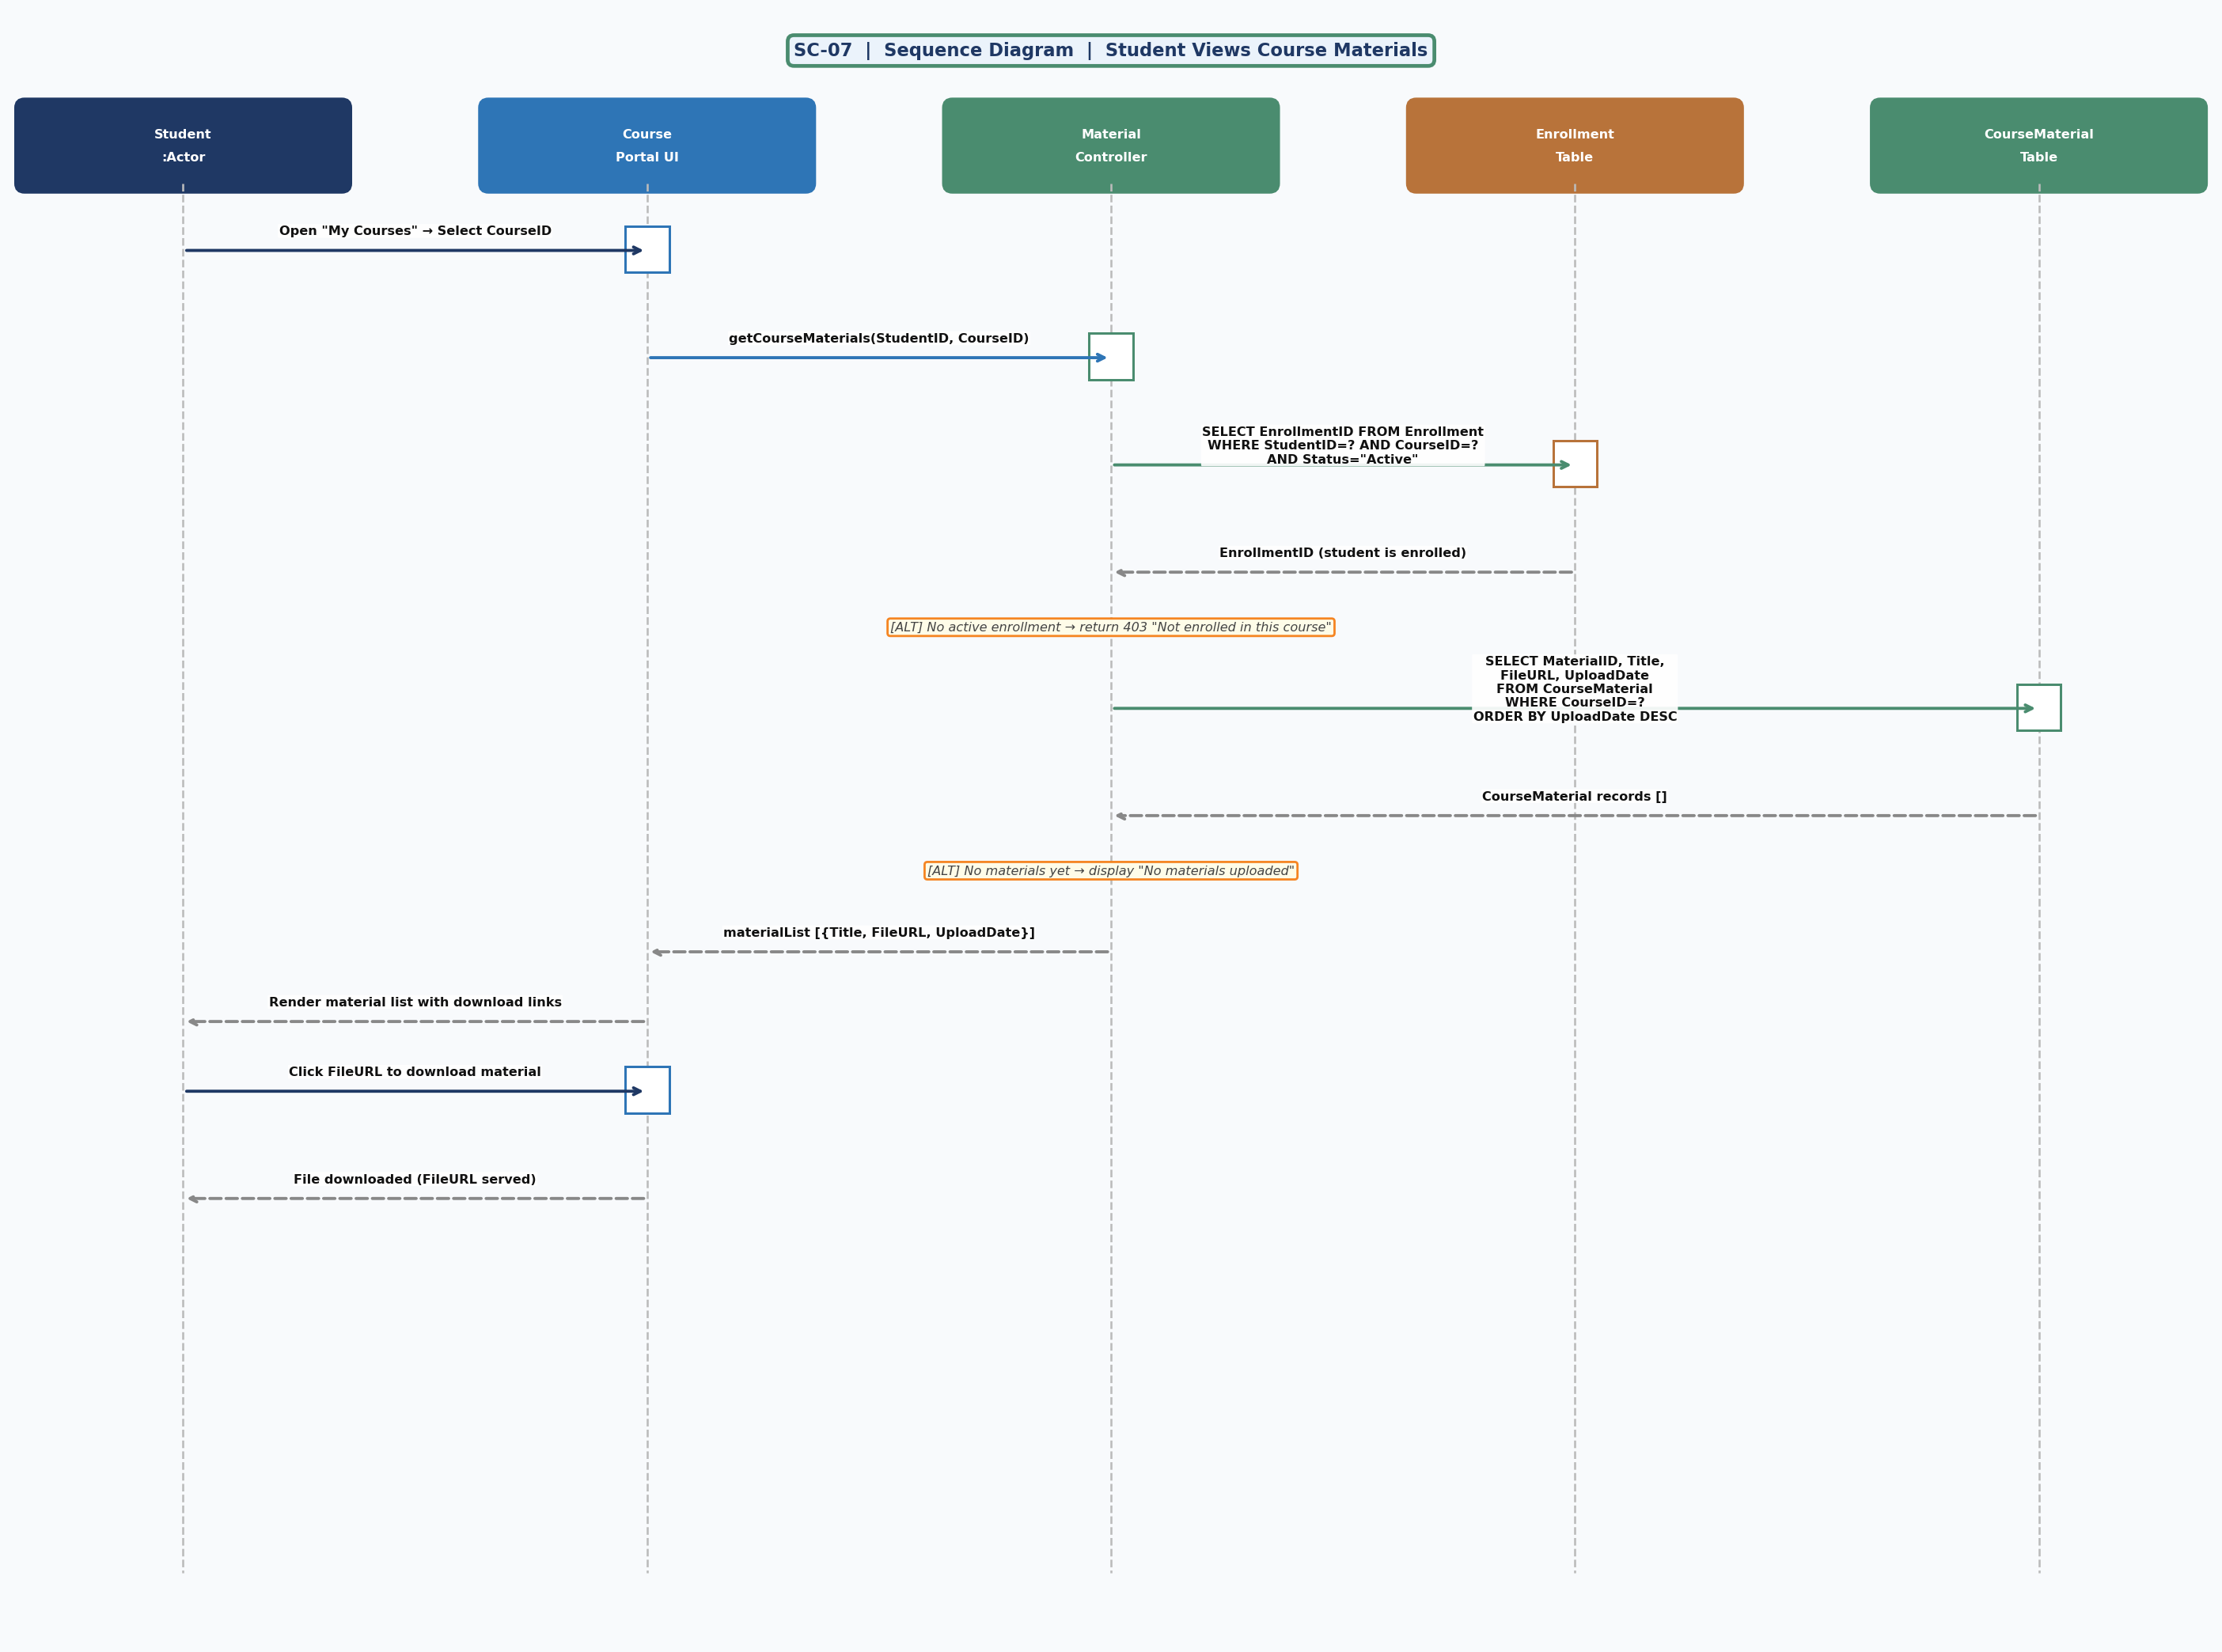 SC-07 | Sequence Diagram | Student Views Course Materials
Student
:Actor
Course
Portal UI
Material
Controller
Enrollment
Table
CourseMaterial
Table
Open "My Courses" → Select CourseID
getCourseMaterials(StudentID, CourseID)
SELECT EnrollmentID FROM Enrollment
WHERE StudentID=? AND CourseID=?
AND Status="Active"
EnrollmentID (student is enrolled)
[ALT] No active enrollment → return 403 "Not enrolled in this course"
SELECT MaterialID, Title,
FileURL, UploadDate
FROM CourseMaterial
WHERE CourseID=?
ORDER BY UploadDate DESC
CourseMaterial records []
[ALT] No materials yet → display "No materials uploaded"
materialList [{Title, FileURL, UploadDate}]
Render material list with download links
Click FileURL to download material
File downloaded (FileURL served)